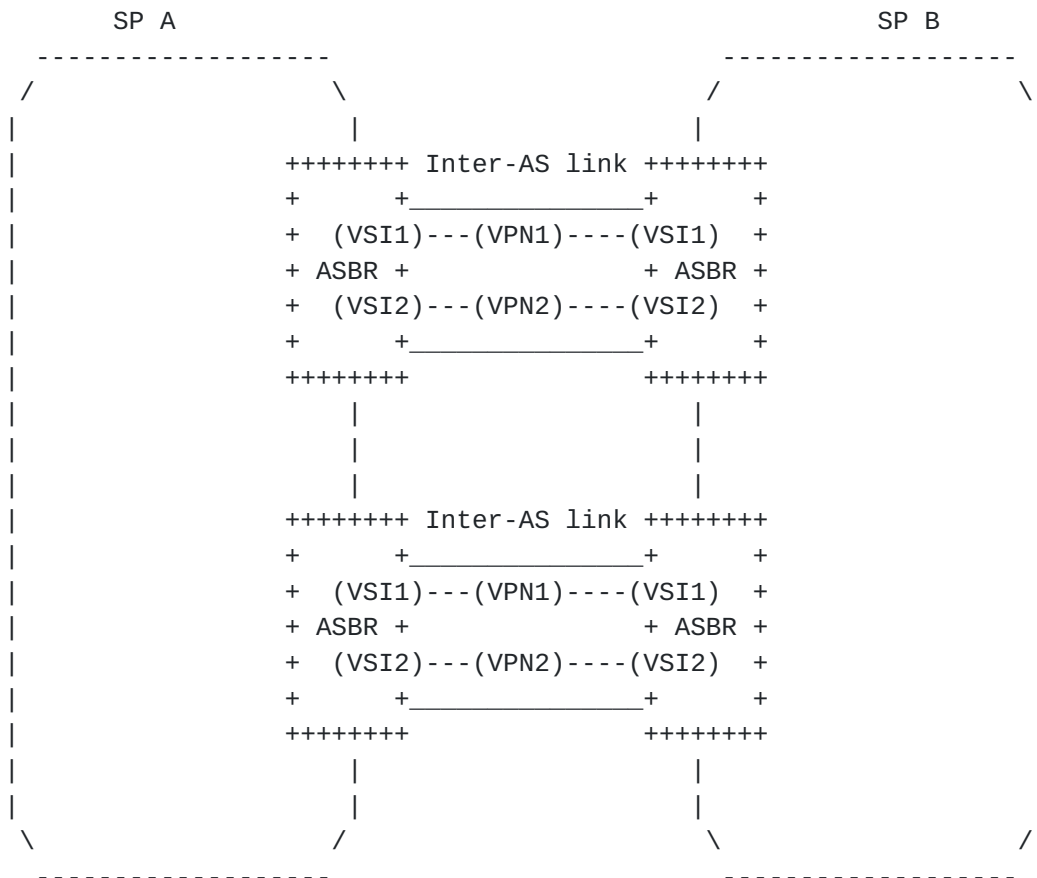 SP A SP B
Inter-AS link
(VSI1)---(VPN1)----(VSI1)
ASBR ASBR
(VSI2)---(VPN2)----(VSI2)
Inter-AS link
(VSI1)---(VPN1)----(VSI1)
ASBR ASBR
(VSI2)---(VPN2)----(VSI2)